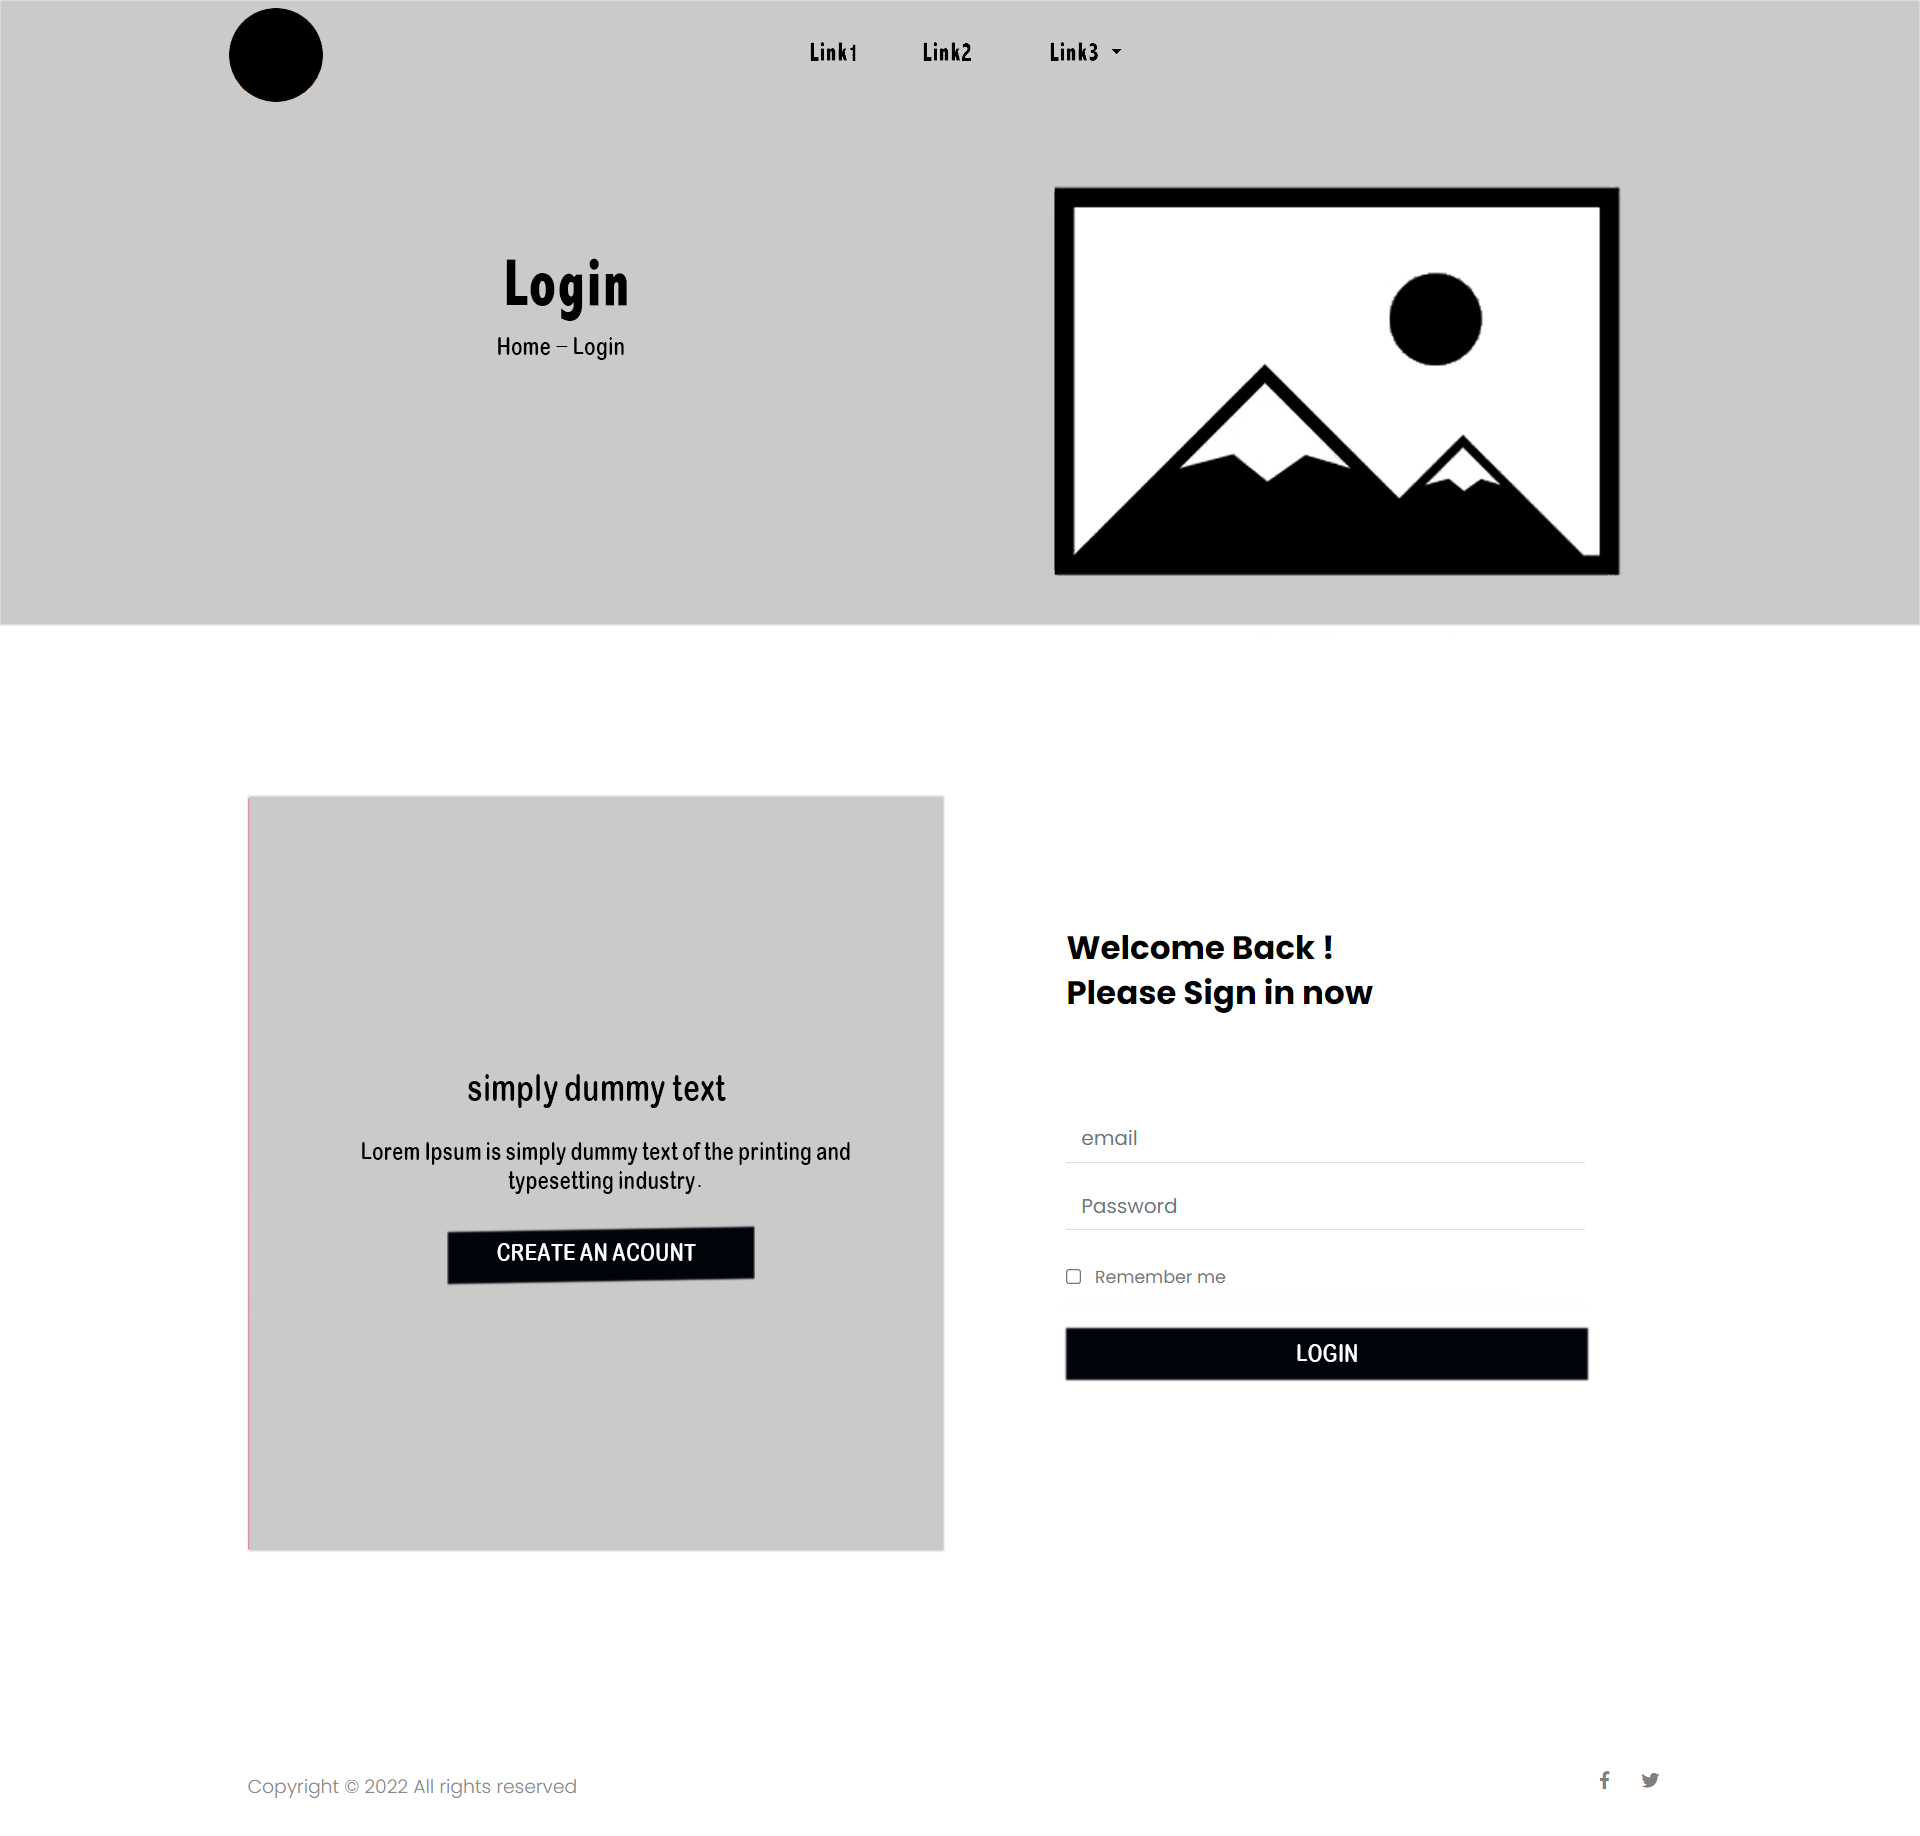 Link1
Link2
Link3
Login
Home – Login
simply dummy text
Lorem Ipsum is simply dummy text of the printing and
typesetting industry.
CREATE AN ACOUNT
Welcome Back !
Please Sign in now
email
Password
Remember me
LOGIN
Copyright © 2022 All rights reserved